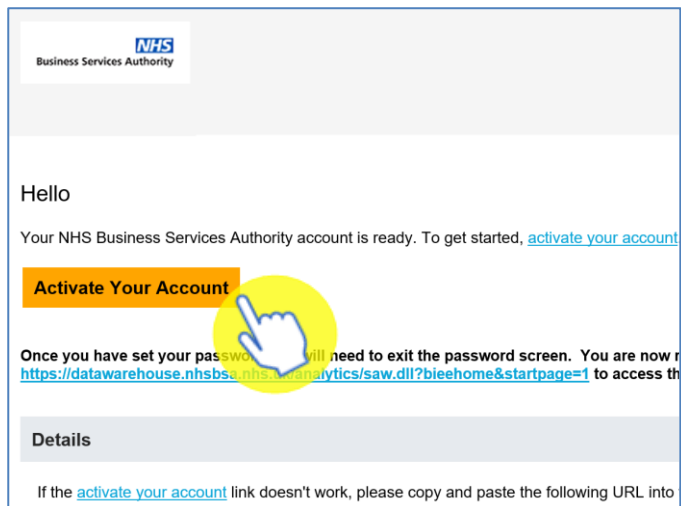 NHS
Business Services Authority
Hello
Your NHS Business Services Authority account is ready. To get started, activate your account
Activate Your Account
Once you have set your passwo will need to exit the password screen. You are now
https://datawarehouse.nhsbsa.nhs.uk/analytics/saw.dll?bieehome&startpage=1 to access th
Details
If the activate your account link doesn't work, please copy and paste the following URL into